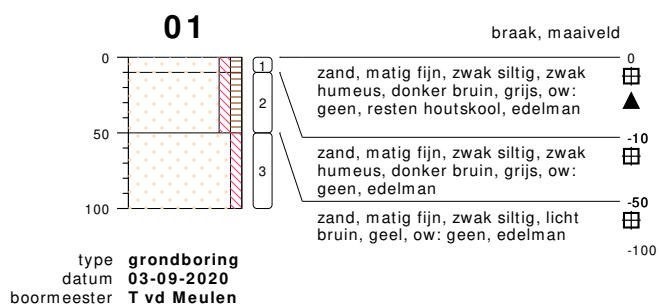 01
braak, maaiveld
0
0
1
zand, matig fijn, zwak siltig, zwak
humeus, donker bruin, grijs, ow:
geen, resten houtskool, edelman
2
-10
50
zand, matig fijn, zwak siltig, zwak
humeus, donker bruin, grijs, ow:
geen, edelman
3
-50
100
zand, matig fijn, zwak siltig, licht
bruin, geel, ow: geen, edelman
-100
type grondboring
datum 03-09-2020
boormeester T vd Meulen